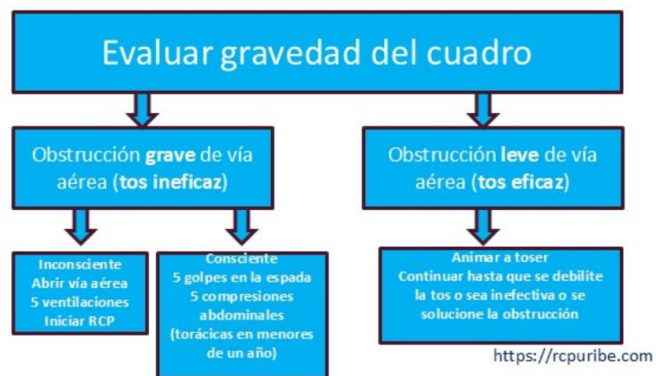 Evaluar gravedad del cuadro
Obstrucción grave de vía
aérea (tos ineficaz)
Obstrucción leve de vía
aérea (tos eficaz)
Inconsciente
Abrir vía aérea
5 ventilaciones
Iniciar RCP
Consciente
5 golpes en la espada
5 compresiones
abdominales
(torácicas en menores
de un año)
Animar a toser
Continuar hasta que se debilite
la tos o sea inefectiva o se
solucione la obstrucción
https://rcpuribe.com